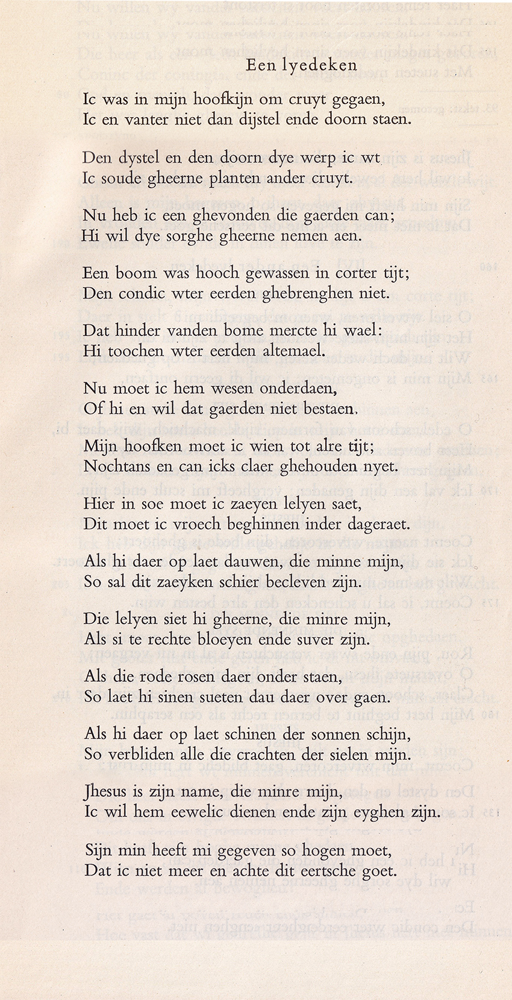 Een lyedeken
Ic was in mijn hoofkijn om cruyt gegaen,
Ic en vanter niet dan dijstel ende doorn staen.
Den dystel en den doorn dye werp ic wt
Ic soude gheerne planten ander cruyt.
Nu heb ic een ghevonden die gaerden can;
Hi wil dye sorghe gheerne nemen aen.
Een boom was hooch gewassen in corter tijt;
Den condic wter eerden ghebrenghen niet.
Dat hinder vanden bome mercte hi wael:
Hi toochen wter eerden altemael.
Nu moet ic hem wesen onderdaen,
Of hi en wil dat gaerden niet bestaen.
Mijn hoofken moet ic wien tot alre tijt;
Nochtans en can icks claer ghehouden nyet.
Hier in soe moet ic zaeyen lelyen saet,
Dit moet ic vroech beghinnen inder dageraet.
Als hi daer op laet dauwen, die minne mijn,
So sal dit zaeyken schier becleven zijn.
Die lelyen siet hi gheerne, die minre mijn,
Als si te rechte bloeyen ende suver zijn.
Als die rode rosen daer onder staen,
So laet hi sinen sueten dau daer over gaen.
Als hi daer op laet schinen der sonnen schijn,
So verbliden alle die crachten der sielen mijn.
Jhesus is zijn name, die minre mijn,
Ic wil hem eewelic dienen ende zijn eyghen zijn.
Sijn min heeft mi gegeven so hogen moet,
Dat ic niet meer en achte dit eertsche goet.